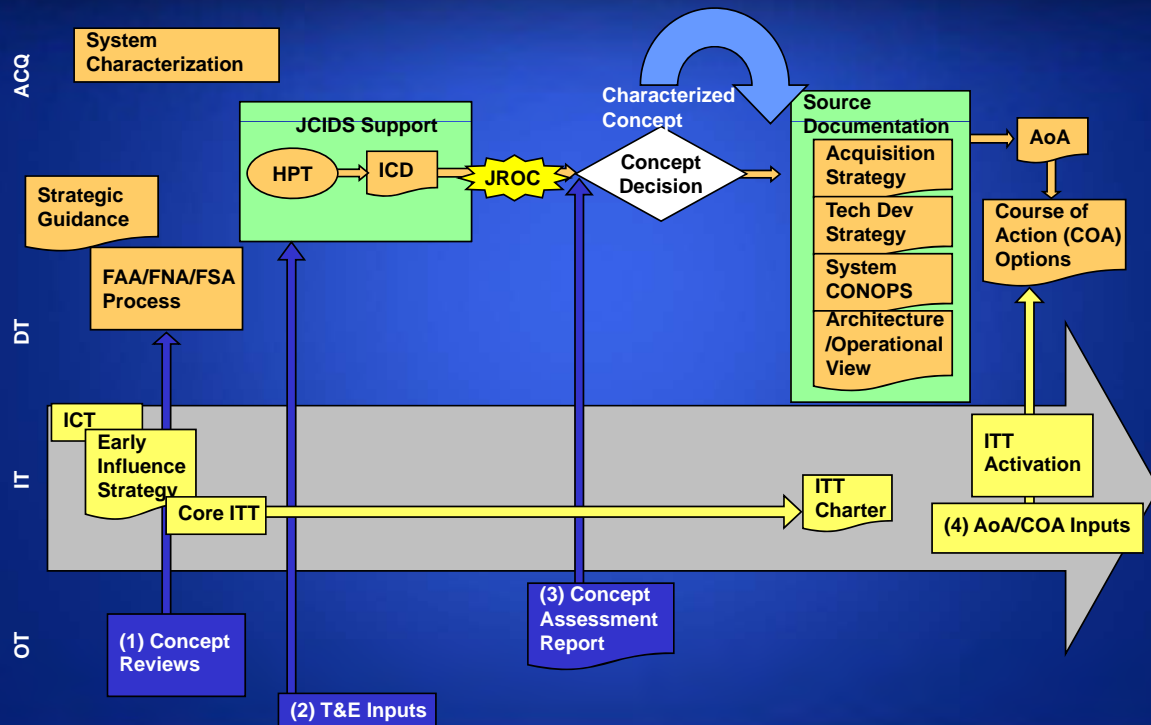 ACQ
System
Characterization
Characterized
Concept
Source
Documentation
JCIDS Support
HPT
ICD
JROC
Concept
Decision
Acquisition
Strategy
AoA
Strategic
Guidance
Tech Dev
Strategy
Course of
Action (COA)
Options
FAA/FNA/FSA
Process
System
CONOPS
DT
Architecture
/Operational
View
ICT
Early
Influence
Strategy
ITT
Activation
IT
Core ITT
ITT
Charter
(4) AoA/COA Inputs
OT
(1) Concept
Reviews
(3) Concept
Assessment
Report
(2) T&E Inputs